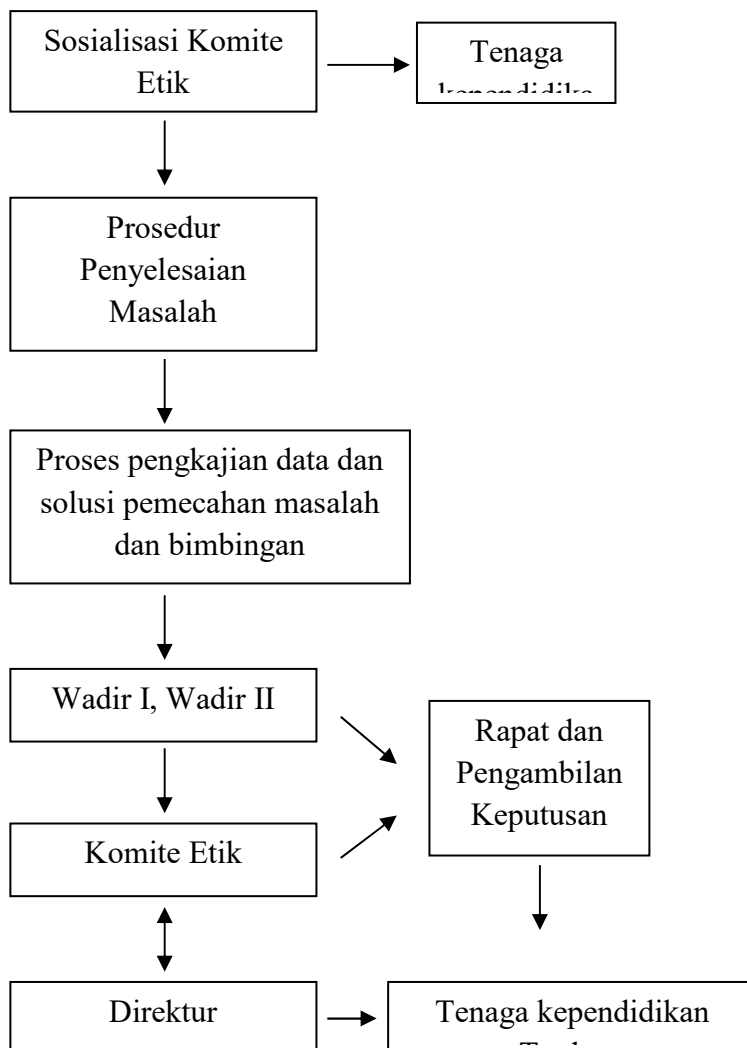 Sosialisasi Komite
Etik
Tenaga
Prosedur
Penyelesaian
Masalah
Proses pengkajian data dan
solusi pemecahan masalah
dan bimbingan
Wadir I, Wadir II
Rapat dan
Pengambilan
Keputusan
Komite Etik
Direktur
Tenaga kependidikan